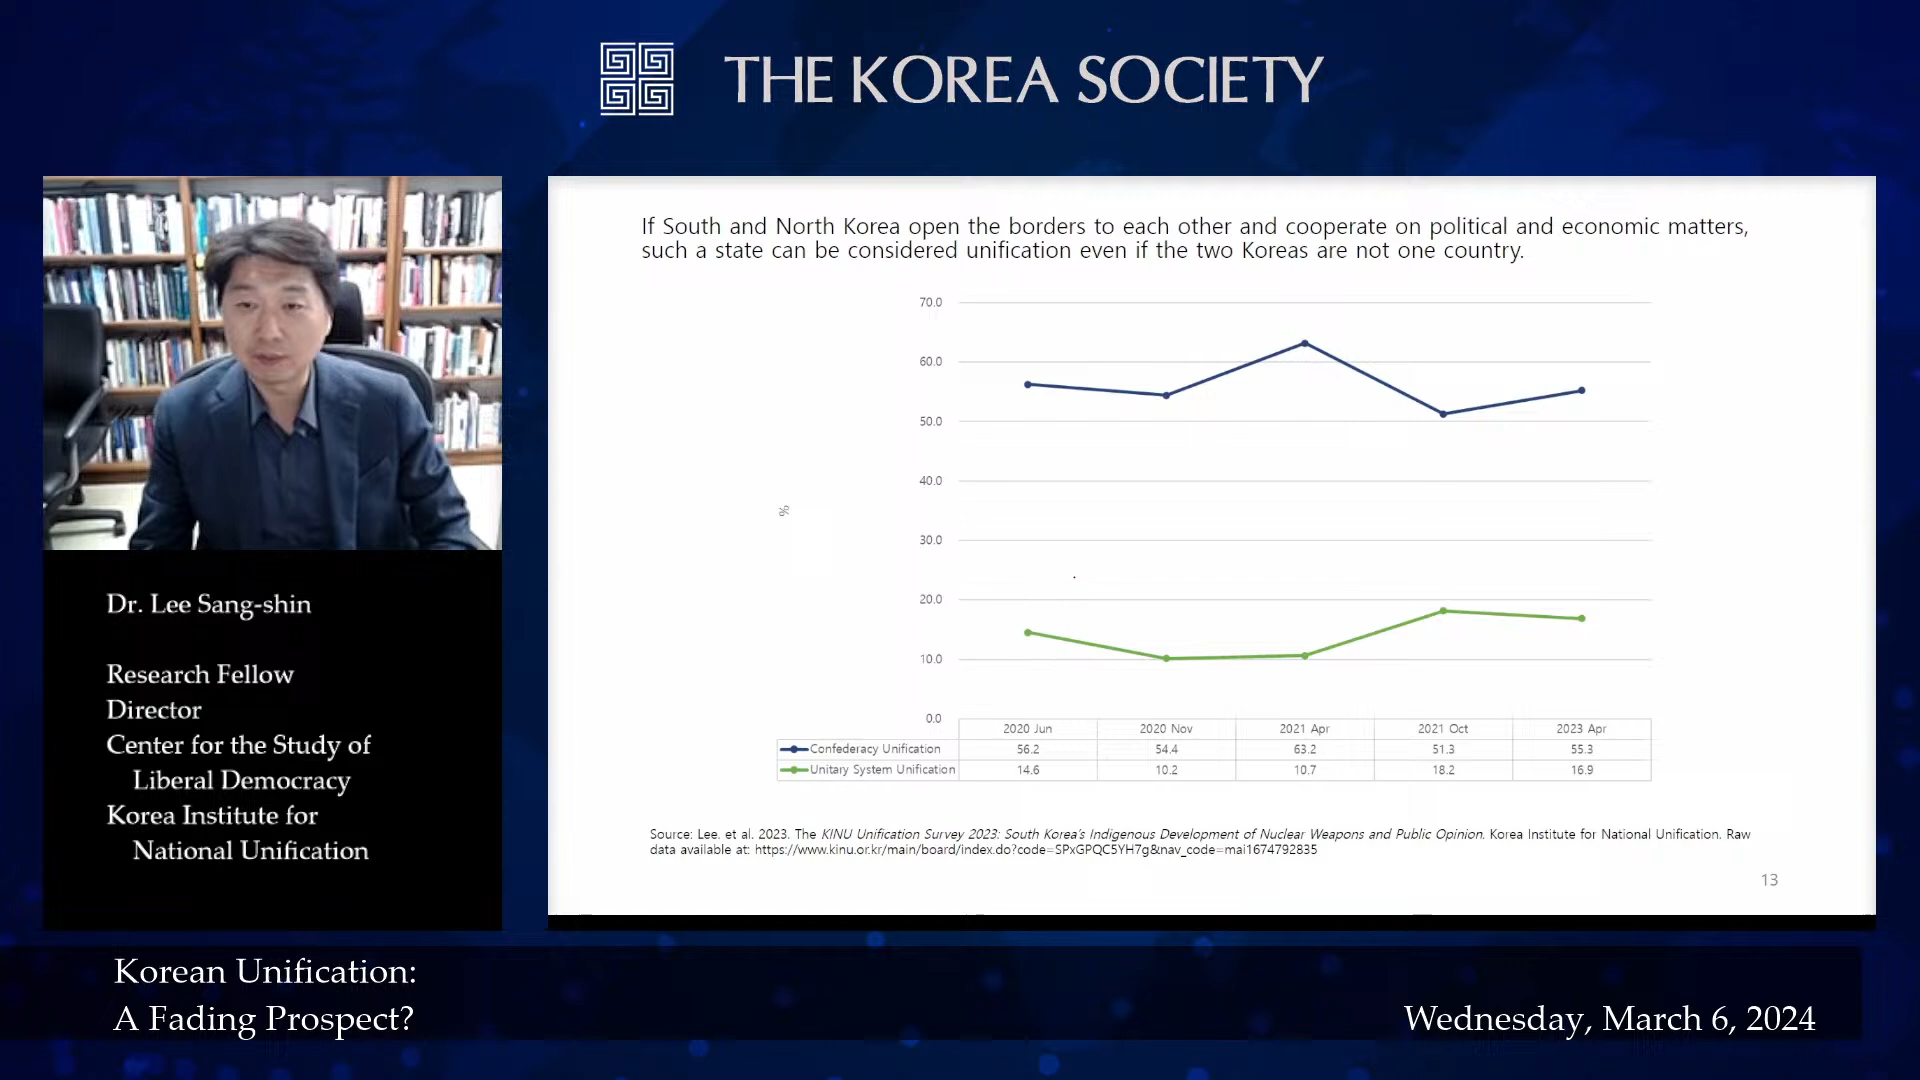 THE KOREA SOCIETY
If South and North Korea open the borders to each other and cooperate on political and economic matters,
such a state can be considered unification even if the two Koreas are not one country.
70.0
60.0
50.0
40.0
30.0
20.0
10.0
0.0
%
2020 Jun 2020 Nov 2021 Apr 2021 Oct 2023 Apr
Confederacy Unification 56.2 54.4 63.2 51.3 55.3
Unitary System Unification 14.6 10.2 10.7 18.2 16.9
Source: Lee. et al. 2023. The KINU Unification Survey 2023: South Korea's Indigenous Development of Nuclear Weapons and Public Opinion. Korea Institute for National Unification. Raw
data available at: https://www.kinu.or.kr/main/board/index.do?code=SPxGPQC5YH7g&nav_code=mai1674792835
13
Dr. Lee Sang-shin
Research Fellow
Director
Center for the Study of
Liberal Democracy
Korea Institute for
National Unification
Korean Unification:
A Fading Prospect?
Wednesday, March 6, 2024